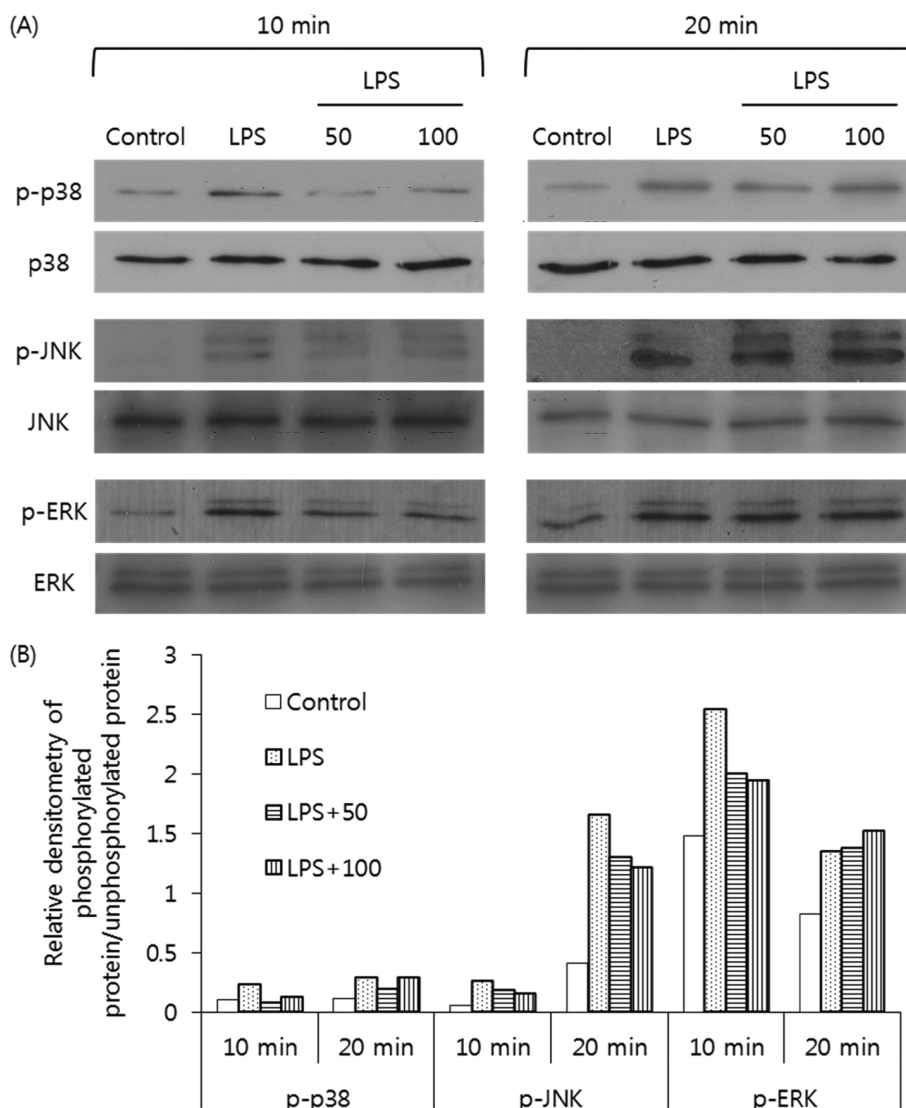 (A)
10 min
20 min
LPS
LPS
Control LPS 50 100
Control LPS 50 100
p-p38
p38
p-JNK
JNK
p-ERK
ERK
(B)
Relative densitometry of
phosphorylated
protein/unphosphorylated protein
3
2.5
2
1.5
1
0.5
0
Control
LPS
LPS+50
LPS+100
10 min 20 min 10 min 20 min 10 min 20 min
p-p38 p-JNK p-ERK